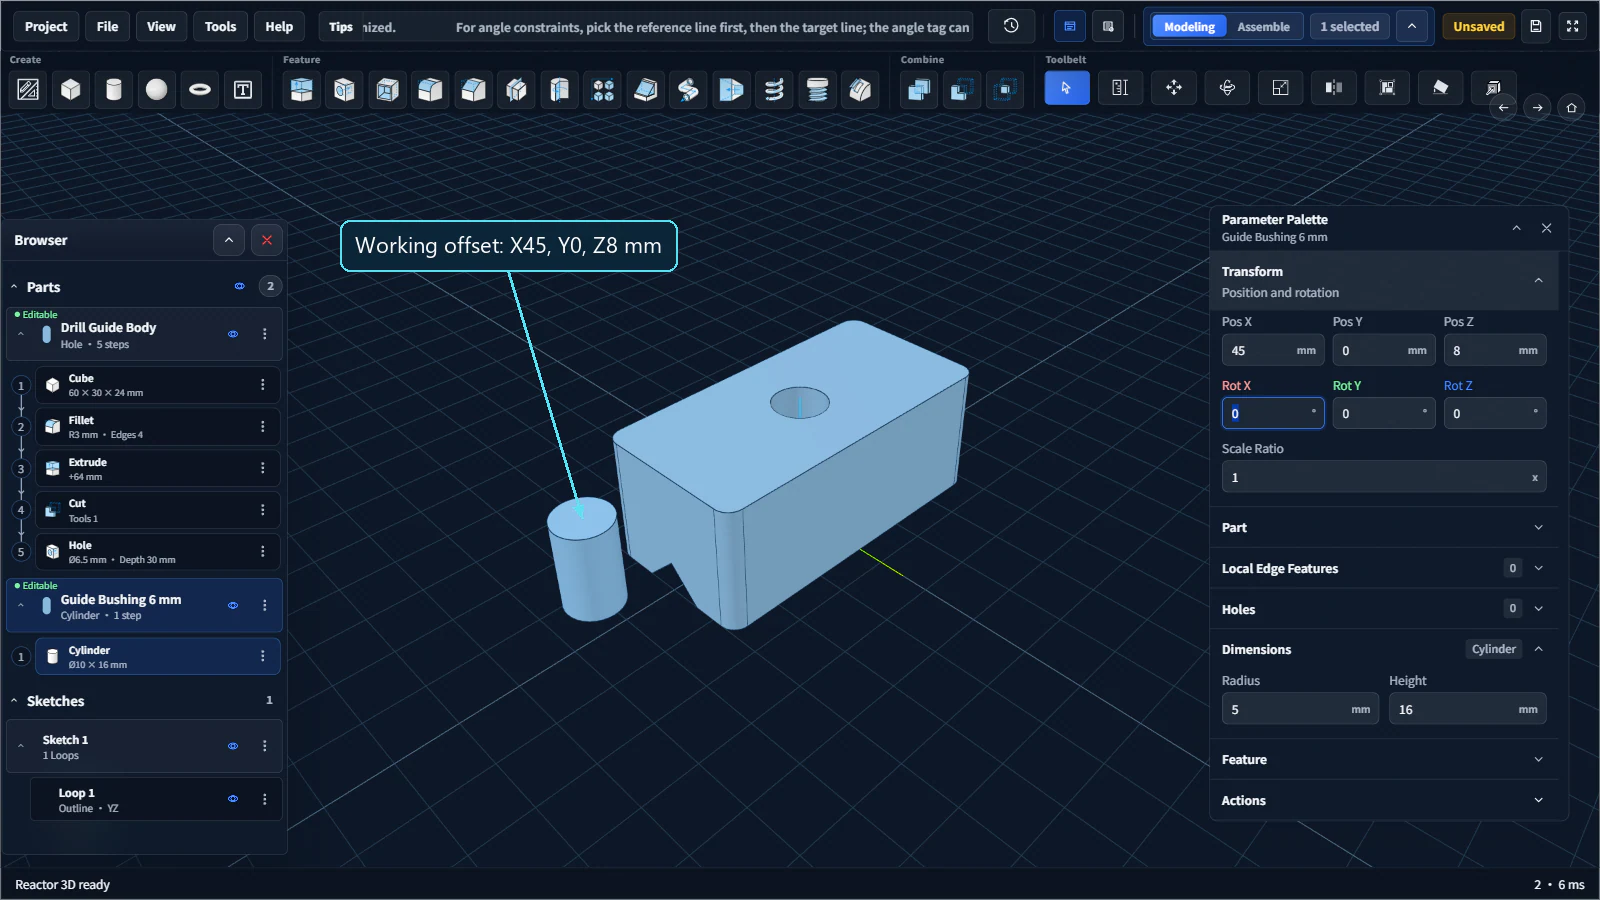 Project
File
View
Tools
Help
Tips
nized.
For angle constraints, pick the reference line first, then the target line; the angle tag can
Modeling
Assemble
1 selected
Unsaved
Create
Feature
Combine
Toolbelt
Browser
Parts
2
Editable
Drill Guide Body
Hole • 5 steps
1
Cube
60 × 30 × 24 mm
2
Fillet
R3 mm • Edges 4
3
Extrude
+64 mm
4
Cut
Tools 1
5
Hole
Ø6.5 mm • Depth 30 mm
Editable
Guide Bushing 6 mm
Cylinder • 1 step
1
Cylinder
Ø10 × 16 mm
Sketches
1
Sketch 1
1 Loops
Loop 1
Outline • YZ
Working offset: X45, Y0, Z8 mm
Parameter Palette
Guide Bushing 6 mm
Transform
Position and rotation
Pos X
Pos Y
Pos Z
45 mm
0 mm
8 mm
Rot X
Rot Y
Rot Z
0 °
0 °
0 °
Scale Ratio
1 x
Part
Local Edge Features
0
Holes
0
Dimensions
Cylinder
Radius
Height
5 mm
16 mm
Feature
Actions
Reactor 3D ready
2 • 6 ms